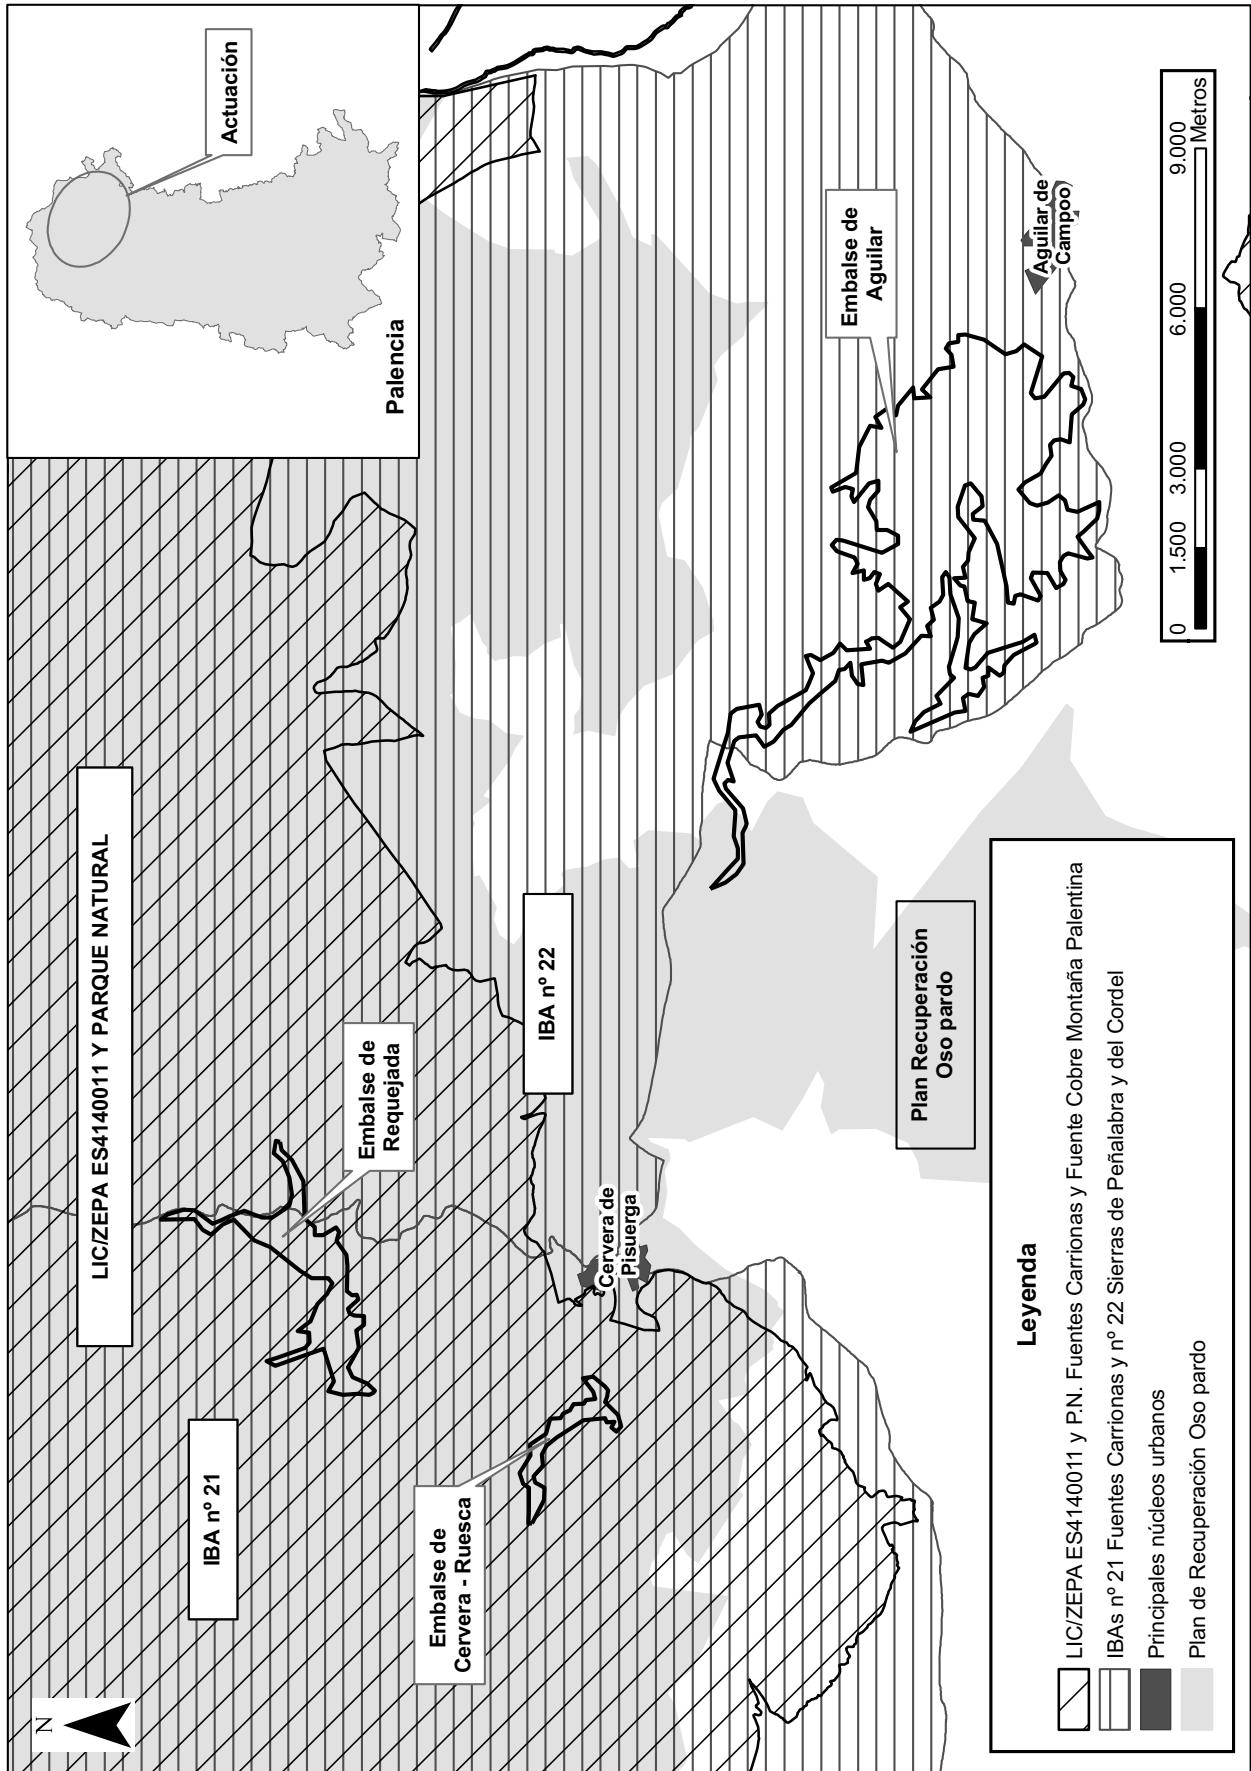 N
LIC/ZEPA ES4140011 Y PARQUE NATURAL
Actuación
Palencia
IBA nº 21
Embalse de
Requejada
Embalse de
Cervera - Ruesca
IBA nº 22
Cervera de
Pisuerga
Embalse de
Aguilar
Aguilar de
Campoo
Plan Recuperación
Oso pardo
Leyenda
LIC/ZEPA ES4140011 y P.N. Fuentes Carrionas y Fuente Cobre Montaña Palentina
IBAs nº 21 Fuentes Carrionas y nº 22 Sierras de Peñalabra y del Cordel
Principales núcleos urbanos
Plan de Recuperación Oso pardo
0 1.500 3.000 6.000 9.000
Metros